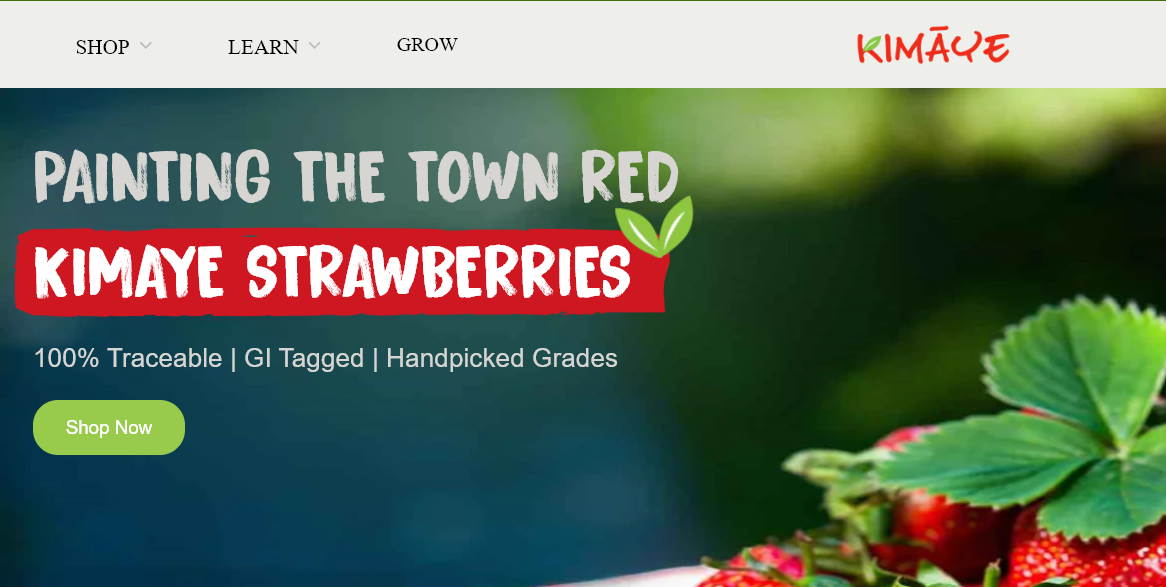 SHOP
LEARN
GROW
KIMĀYE
PAINTING THE TOWN RED
KIMAYE STRAWBERRIES
100% Traceable | GI Tagged | Handpicked Grades
Shop Now